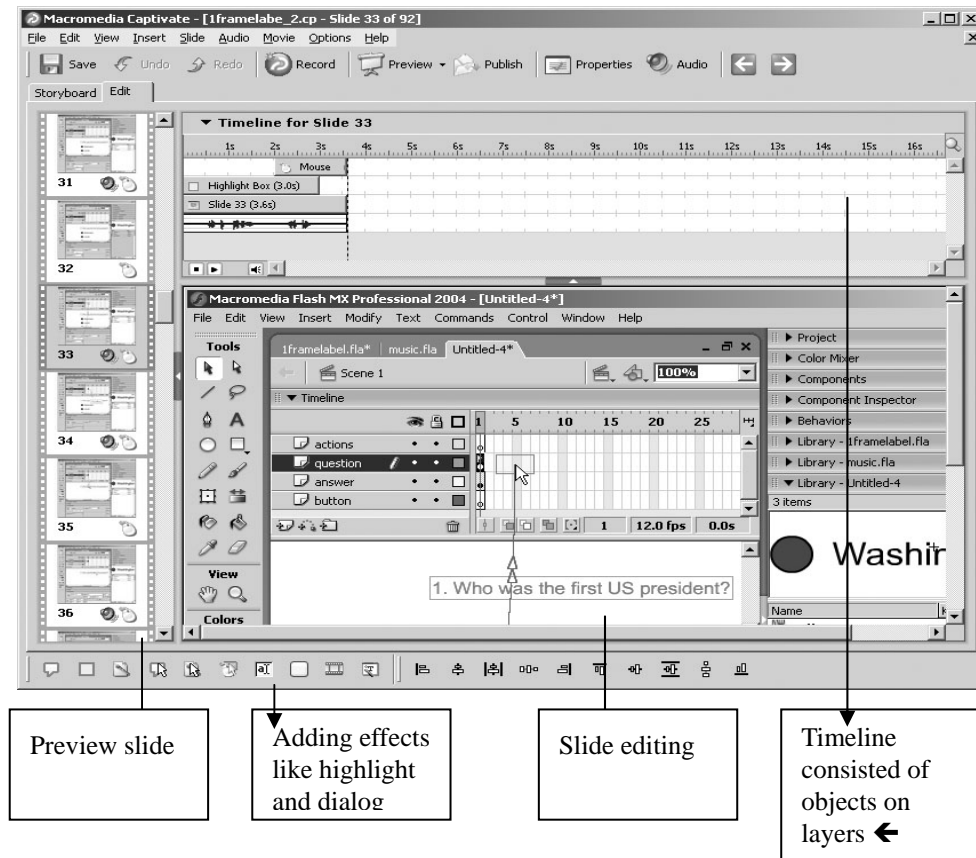 Macromedia Captivate - [1framelabe_2.cp - Slide 33 of 92]
File Edit View Insert Slide Audio Movie Options Help
Save Undo Redo Record Preview Publish Properties Audio
Storyboard Edit
31
32
33
34
35
36
Timeline for Slide 33
1s 2s 3s 4s 5s 6s 7s 8s 9s 10s 11s 12s 13s 14s 15s 16s
Mouse
Highlight Box (3.0s)
Slide 33 (3.6s)
Macromedia Flash MX Professional 2004 - [Untitled-4*]
File Edit View Insert Modify Text Commands Control Window Help
Tools
View
Colors
1framelabel.fla* music.fla Untitled-4*
Scene 1 100%
Timeline
1 5 10 15 20 25
actions
question
answer
button
1 12.0 fps 0.0s
1. Who was the first US president?
Project
Color Mixer
Components
Component Inspector
Behaviors
Library - 1framelabel.fla
Library - music.fla
Library - Untitled-4
3 items
Washin
Name
Preview slide
Adding effects
like highlight
and dialog
Slide editing
Timeline
consisted of
objects on
layers ←